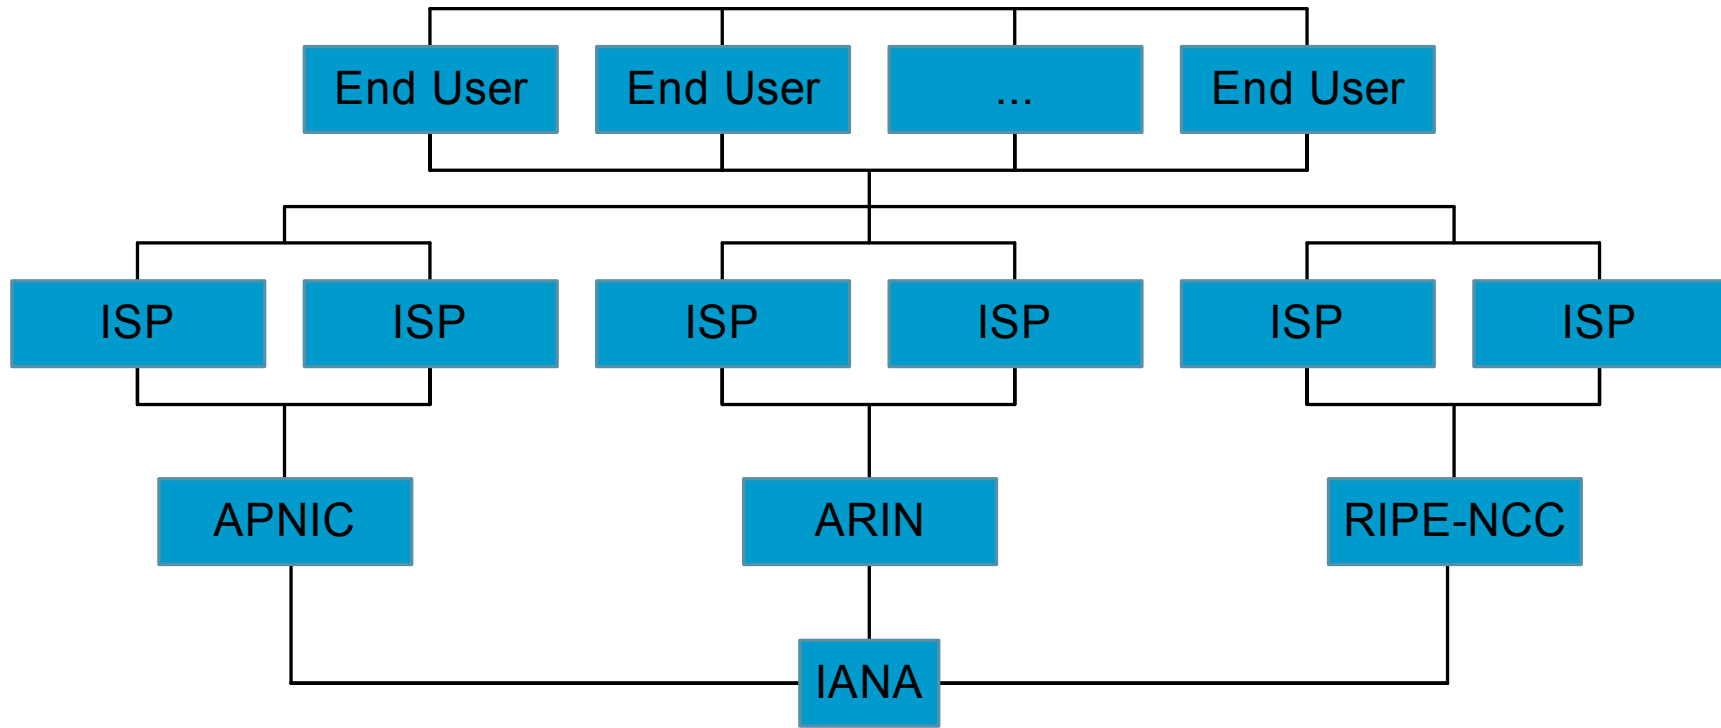 End User
End User
...
End User
ISP
ISP
ISP
ISP
ISP
ISP
APNIC
ARIN
RIPE-NCC
IANA